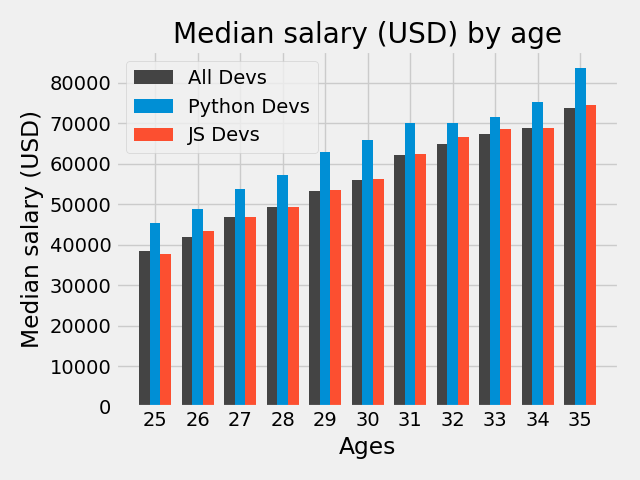 Median salary (USD) by age
All Devs
Python Devs
JS Devs
Median salary (USD)
80000
70000
60000
50000
40000
30000
20000
10000
0
25 26 27 28 29 30 31 32 33 34 35
Ages